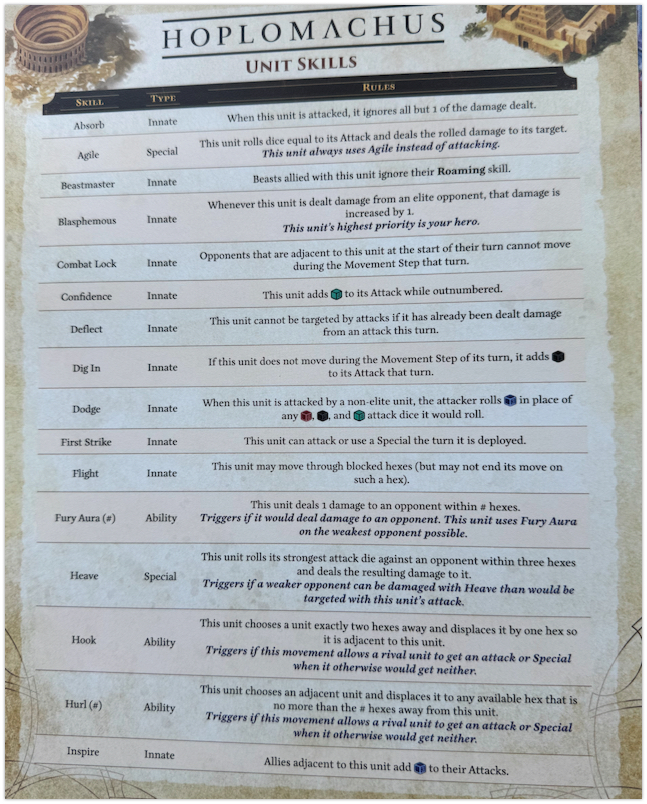 HOPLOMACHUS
UNIT SKILLS
SKILL TYPE RULES
Absorb Innate When this unit is attacked, it ignores all but 1 of the damage dealt.
Agile Special This unit rolls dice equal to its Attack and deals the rolled damage to its target.
This unit always uses Agile instead of attacking.
Beastmaster Innate Beasts allied with this unit ignore their Roaming skill.
Blasphemous Innate Whenever this unit is dealt damage from an elite opponent, that damage is
increased by 1.
This unit's highest priority is your hero.
Combat Lock Innate Opponents that are adjacent to this unit at the start of their turn cannot move
during the Movement Step that turn.
Confidence Innate This unit adds to its Attack while outnumbered.
Deflect Innate This unit cannot be targeted by attacks if it has already been dealt damage
from an attack this turn.
Dig In Innate If this unit does not move during the Movement Step of its turn, it adds
to its Attack that turn.
Dodge Innate When this unit is attacked by a non-elite unit, the attacker rolls in place of
any , , and attack dice it would roll.
First Strike Innate This unit can attack or use a Special the turn it is deployed.
Flight Innate This unit may move through blocked hexes (but may not end its move on
such a hex).
Fury Aura (#) Ability This unit deals 1 damage to an opponent within # hexes.
Triggers if it would deal damage to an opponent. This unit uses Fury Aura
on the weakest opponent possible.
Heave Special This unit rolls its strongest attack die against an opponent within three hexes
and deals the resulting damage to it.
Triggers if a weaker opponent can be damaged with Heave than would be
targeted with this unit's attack.
Hook Ability This unit chooses a unit exactly two hexes away and displaces it by one hex so
it is adjacent to this unit.
Triggers if this movement allows a rival unit to get an attack or Special
when it otherwise would get neither.
Hurl (#) Ability This unit chooses an adjacent unit and displaces it to any available hex that is
no more than the # hexes away from this unit.
Triggers if this movement allows a rival unit to get an attack or Special
when it otherwise would get neither.
Inspire Innate Allies adjacent to this unit add to their Attacks.